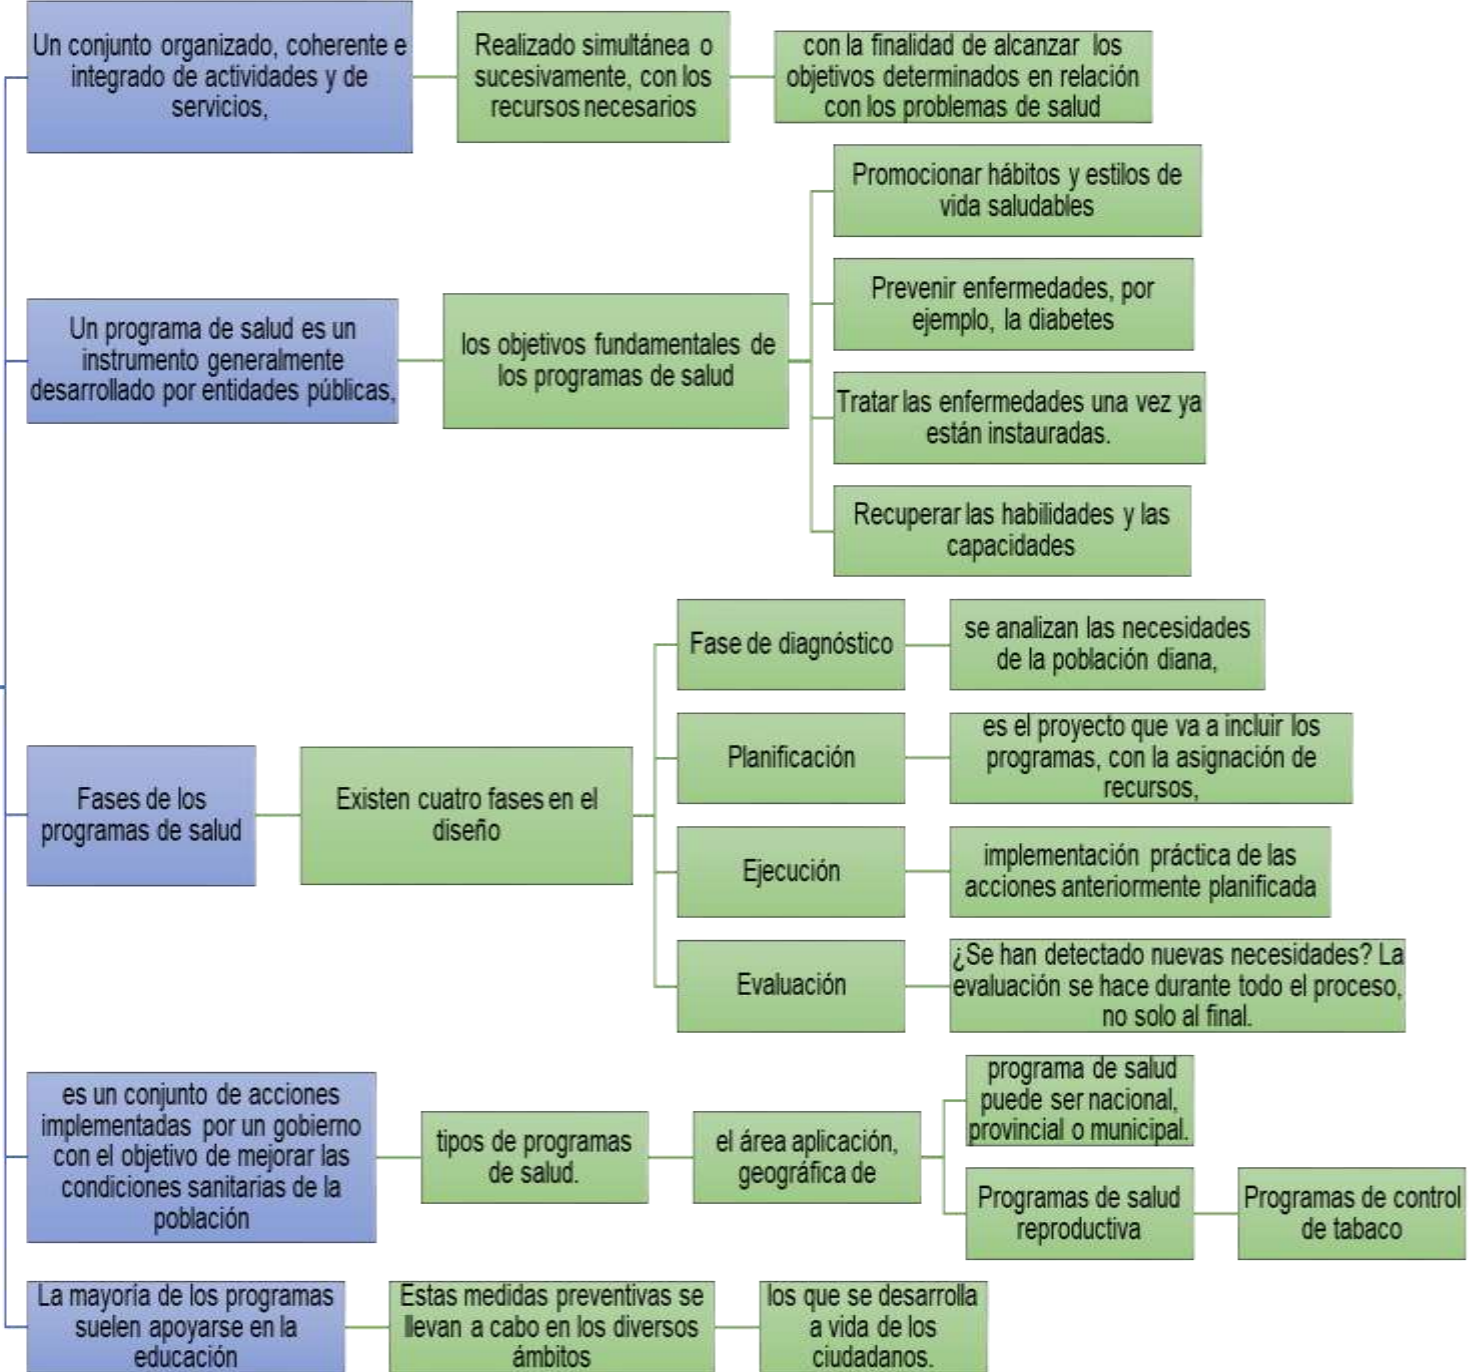 Un conjunto organizado, coherente e
integrado de actividades y de
servicios,
Realizado simultánea o
sucesivamente, con los
recursos necesarios
con la finalidad de alcanzar los
objetivos determinados en relación
con los problemas de salud
Un programa de salud es un
instrumento generalmente
desarrollado por entidades públicas,
los objetivos fundamentales de
los programas de salud
Promocionar hábitos y estilos de
vida saludables
Prevenir enfermedades, por
ejemplo, la diabetes
Tratar las enfermedades una vez ya
están instauradas.
Recuperar las habilidades y las
capacidades
Fases de los
programas de salud
Existen cuatro fases en el
diseño
Fase de diagnóstico
se analizan las necesidades
de la población diana,
Planificación
es el proyecto que va a incluir los
programas, con la asignación de
recursos,
Ejecución
implementación práctica de las
acciones anteriormente planificada
Evaluación
¿Se han detectado nuevas necesidades? La
evaluación se hace durante todo el proceso,
no solo al final.
es un conjunto de acciones
implementadas por un gobierno
con el objetivo de mejorar las
condiciones sanitarias de la
población
tipos de programas
de salud.
el área aplicación,
geográfica de
programa de salud
puede ser nacional,
provincial o municipal.
Programas de salud
reproductiva
Programas de control
de tabaco
La mayoría de los programas
suelen apoyarse en la
educación
Estas medidas preventivas se
llevan a cabo en los diversos
ámbitos
los que se desarrolla
a vida de los
ciudadanos.